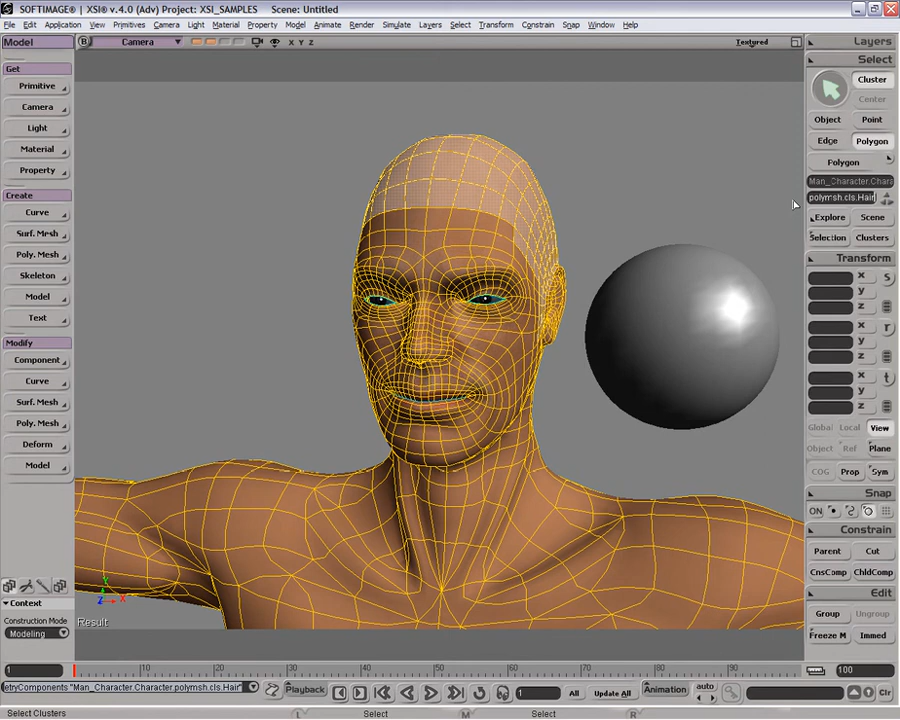 SOFTIMAGE® | XSI® v.4.0 (Adv) Project: XSI_SAMPLES Scene: Untitled
File Edit Application View Primitives Camera Light Material Property Model Animate Render Simulate Layers Select Transform Constrain Snap Window Help
Model
B Camera X Y Z Textured
Layers
Get
Select
Primitive
Cluster
Camera
Center
Light
Object Point
Material
Edge Polygon
Property
Polygon
Create
Man_Character.Chara
Curve
polymsh.cls.Hair
Surf. Mesh
Explore Scene
Poly. Mesh
Selection Clusters
Skeleton
Transform
Model
x s
Text
y
z
Modify
x r
Component
y
Curve
z
Surf. Mesh
x t
Poly. Mesh
y
Deform
z
Model
Global Local View
Object Ref Plane
COG Prop Sym
Snap
ON
Constrain
Parent Cut
CnsComp ChldComp
Edit
Group Ungroup
Freeze M Immed
Y
Z X
Context
Construction Mode
Modeling
Result
1 10 20 30 40 50 60 70 80 90 100
etryComponents "Man_Character.Character polymsh.cls.Hair" Playback 1 All Update All Animation auto Clr
Select Clusters L Select M Select R